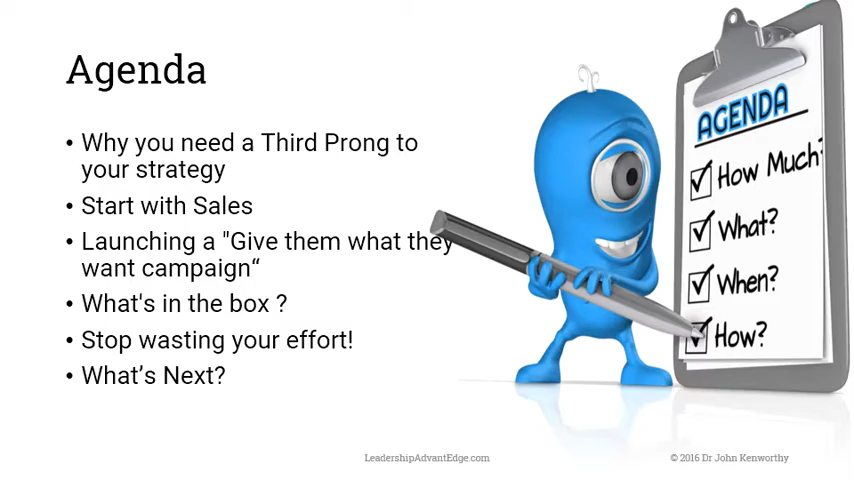 Agenda
• Why you need a Third Prong to
your strategy
• Start with Sales
• Launching a "Give them what they
want campaign“
• What's in the box ?
• Stop wasting your effort!
• What’s Next?
AGENDA
How Much?
What?
When?
How?
LeadershipAdvantEdge.com
© 2016 Dr John Kenworthy